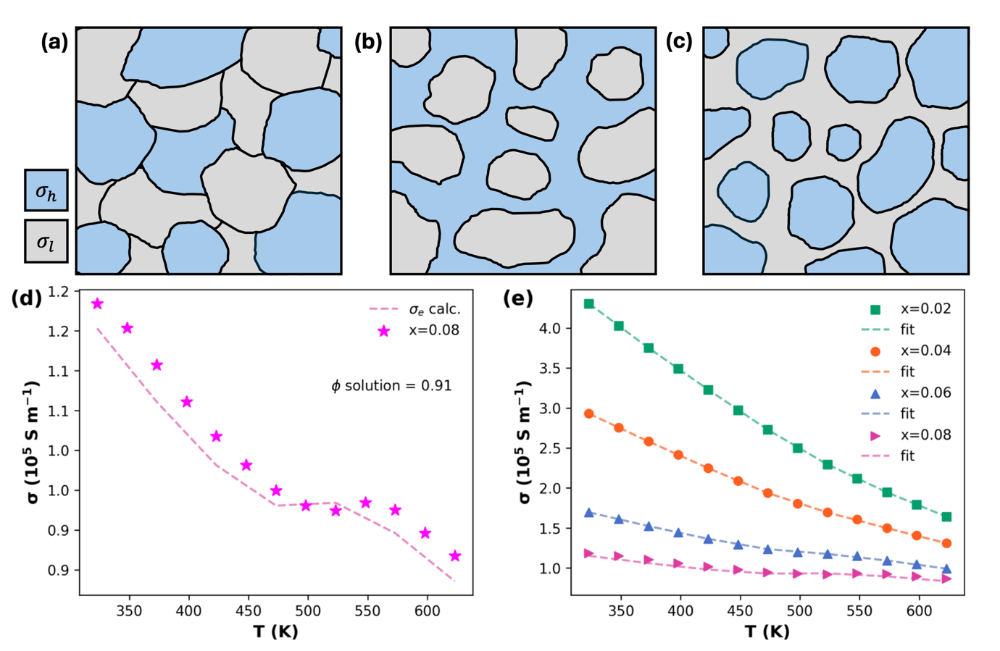 (a)
(b)
(c)
σh
σl
(d)
1.2
1.2
1.1
1.1
1.0
1.0
0.9
0.9
σ (10⁵ S m⁻¹)
σe calc.
x=0.08
ϕ solution = 0.91
350 400 450 500 550 600
T (K)
(e)
4.0
3.5
3.0
2.5
2.0
1.5
1.0
σ (10⁵ S m⁻¹)
x=0.02
fit
x=0.04
fit
x=0.06
fit
x=0.08
fit
350 400 450 500 550 600
T (K)